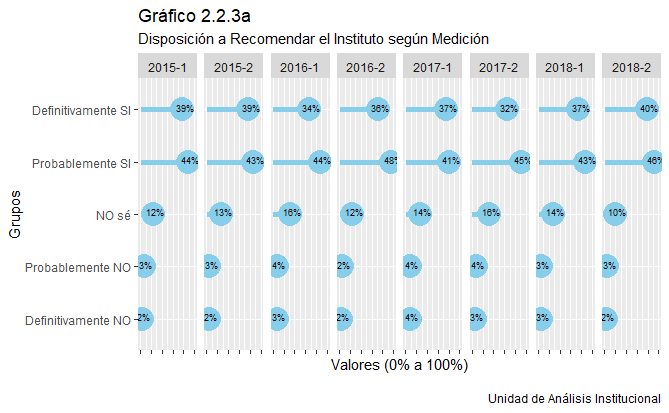 Gráfico 2.2.3a
Disposición a Recomendar el Instituto según Medición
2015-1 2015-2 2016-1 2016-2 2017-1 2017-2 2018-1 2018-2
Definitivamente SI 39% 39% 34% 36% 37% 32% 37% 40%
Probablemente SI 44% 43% 44% 48% 41% 45% 43% 46%
NO sé 12% 13% 16% 12% 14% 16% 14% 10%
Probablemente NO 3% 3% 4% 2% 4% 4% 3% 3%
Definitivamente NO 2% 2% 3% 2% 4% 3% 3% 2%
Grupos
Valores (0% a 100%)
Unidad de Análisis Institucional